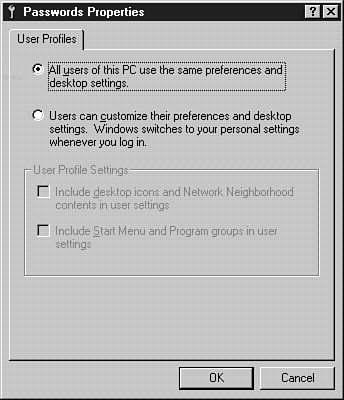 Passwords Properties
User Profiles
All users of this PC use the same preferences and
desktop settings.
Users can customize their preferences and desktop
settings. Windows switches to your personal settings
whenever you log in.
User Profile Settings
Include desktop icons and Network Neighborhood
contents in user settings
Include Start Menu and Program groups in user
settings
OK
Cancel